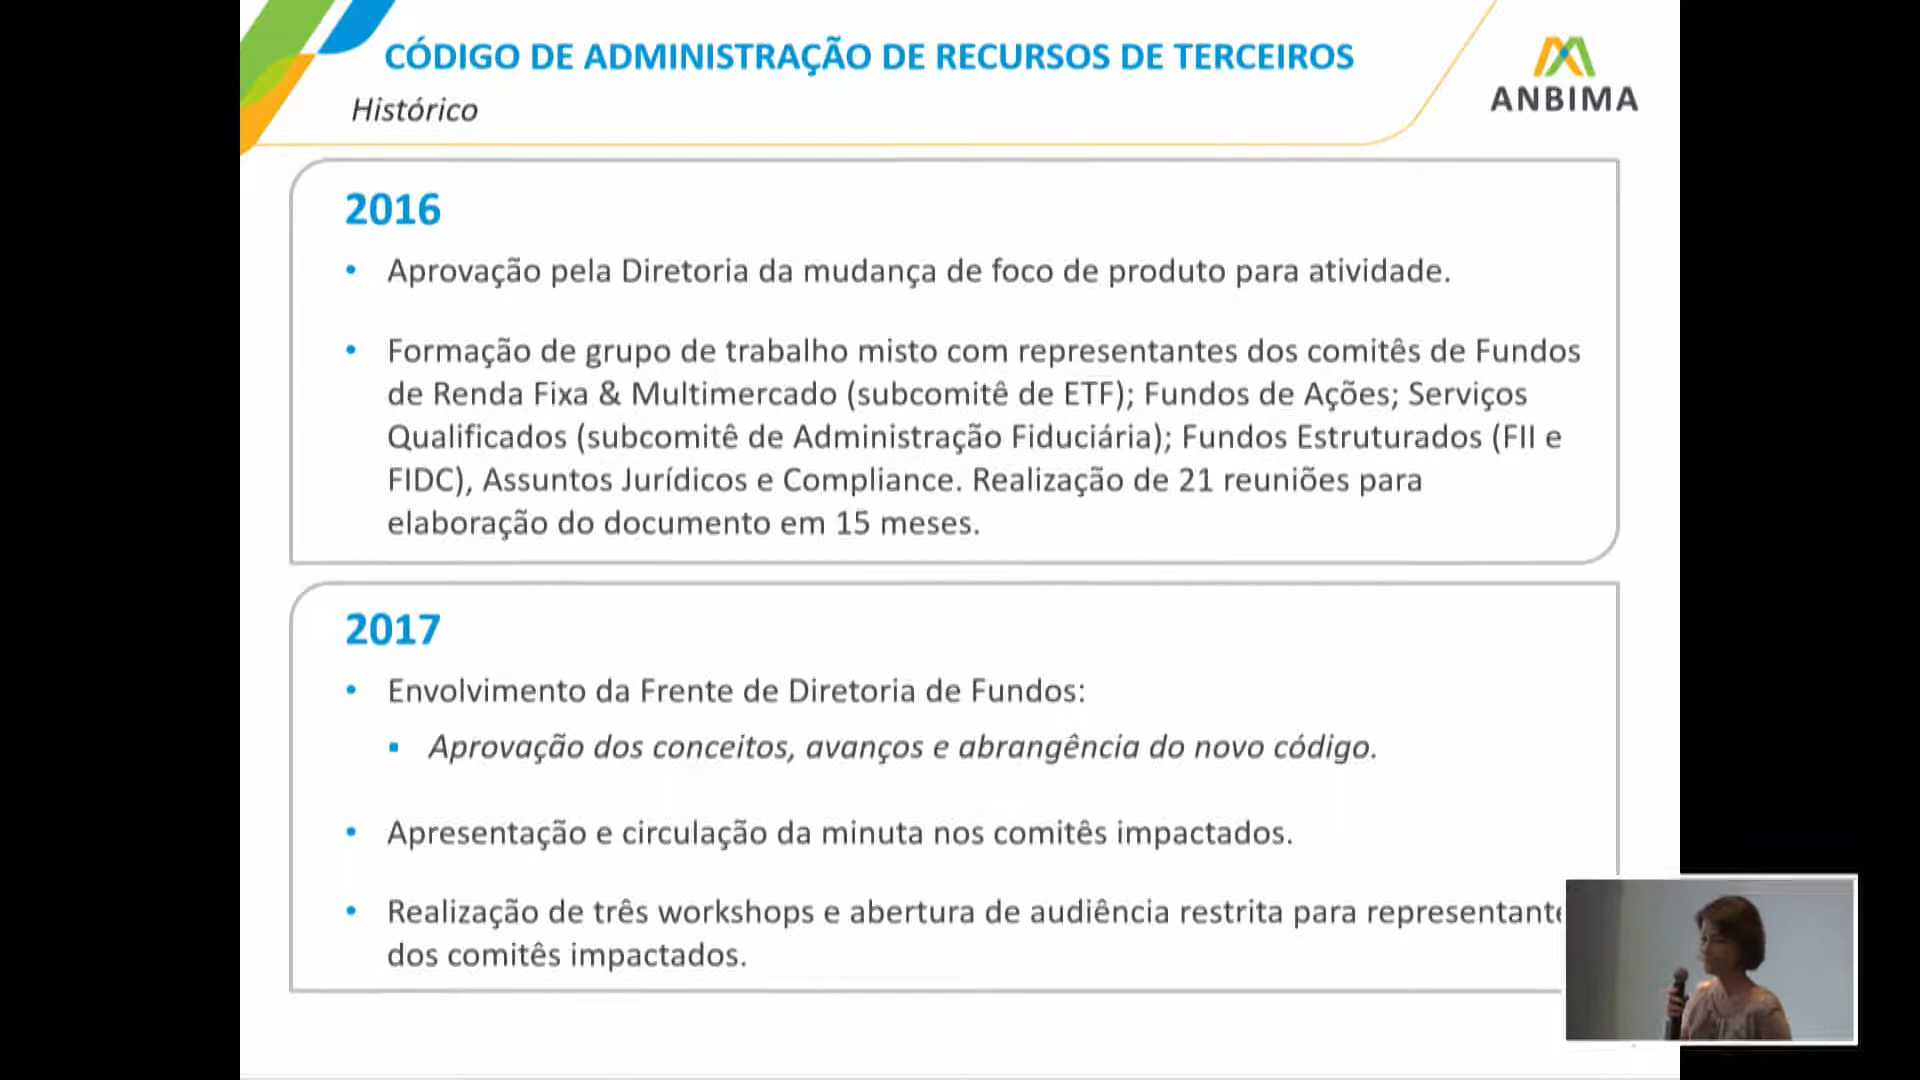 CÓDIGO DE ADMINISTRAÇÃO DE RECURSOS DE TERCEIROS
Histórico
ANBIMA
2016
• Aprovação pela Diretoria da mudança de foco de produto para atividade.
• Formação de grupo de trabalho misto com representantes dos comitês de Fundos
de Renda Fixa & Multimercado (subcomitê de ETF); Fundos de Ações; Serviços
Qualificados (subcomitê de Administração Fiduciária); Fundos Estruturados (FII e
FIDC), Assuntos Jurídicos e Compliance. Realização de 21 reuniões para
elaboração do documento em 15 meses.
2017
• Envolvimento da Frente de Diretoria de Fundos:
▪ Aprovação dos conceitos, avanços e abrangência do novo código.
• Apresentação e circulação da minuta nos comitês impactados.
• Realização de três workshops e abertura de audiência restrita para representante
dos comitês impactados.